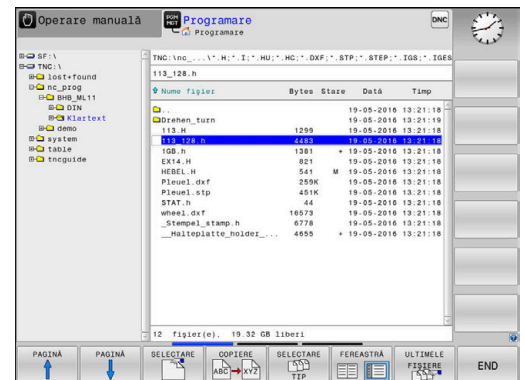 Operare manuală
PGM
MGT
Programare
Programare
DNC
SF:\
TNC:\
lost+found
nc_prog
BHB_ML11
DIN
Klartext
demo
system
table
tncguide
TNC:\nc_...\*.H;*.I;*.HU;*.HC;*.DXF;*.STP;*.STEP;*.IGS;*.IGES
113_128.h
Nume fişier Bytes Stare Dată Timp
.. 19-05-2016 13:21:18
Drehen_turn 19-05-2016 13:21:19
113.H 1299 19-05-2016 13:21:18
113_128.h 4483 19-05-2016 13:21:18
1GB.h 1381 + 19-05-2016 13:21:18
EX14.H 821 19-05-2016 13:21:18
HEBEL.H 541 M 19-05-2016 13:21:18
Pleuel.dxf 259K 19-05-2016 13:21:18
Pleuel.stp 451K 19-05-2016 13:21:18
STAT.h 44 19-05-2016 13:21:18
wheel.dxf 16573 19-05-2016 13:21:18
_Stempel_stamp.h 6778 19-05-2016 13:21:18
__Halteplatte_holder_... 4655 + 19-05-2016 13:21:18
12 fişier(e). 19.32 GB liberi
PAGINĂ
PAGINĂ
SELECTARE
COPIERE
ABC
XYZ
SELECTARE
TIP
FEREASTRĂ
ULTIMELE
FIŞIERE
END